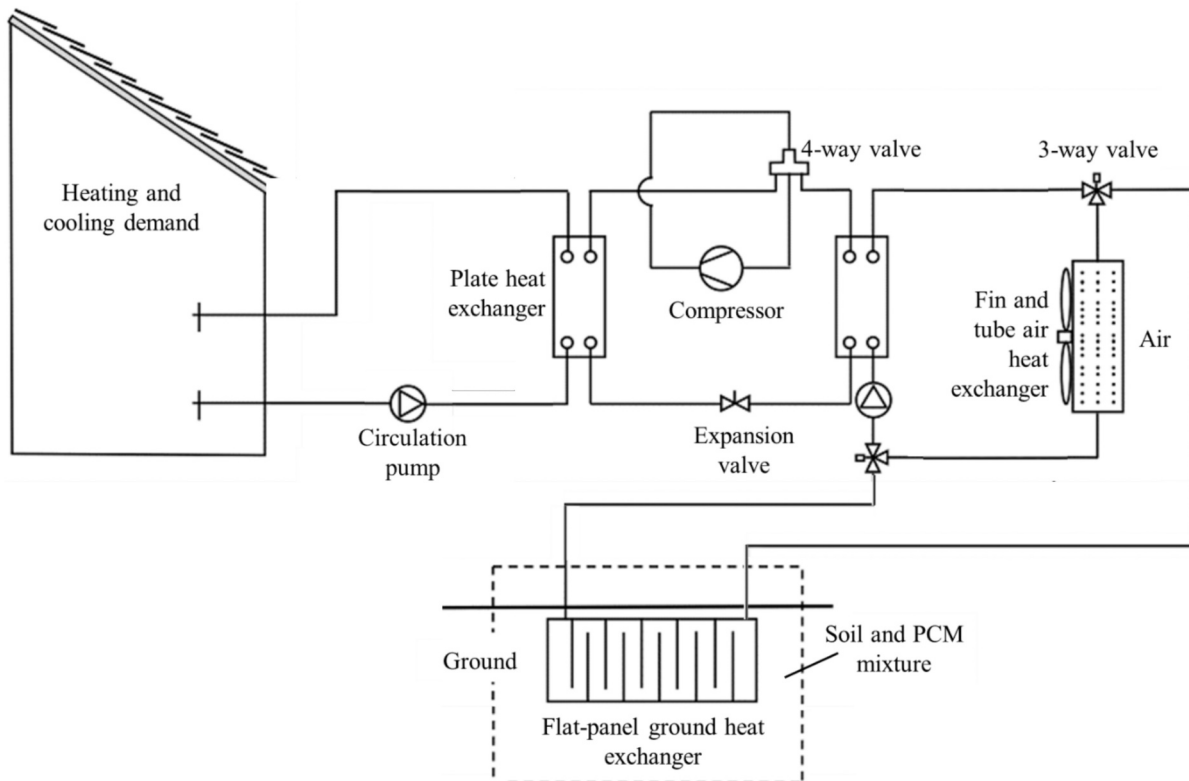 4-way valve
3-way valve
Heating and
cooling demand
Plate heat
exchanger
Compressor
Fin and
tube air
heat
exchanger
Air
Circulation
pump
Expansion
valve
Ground
Soil and PCM
mixture
Flat-panel ground heat
exchanger